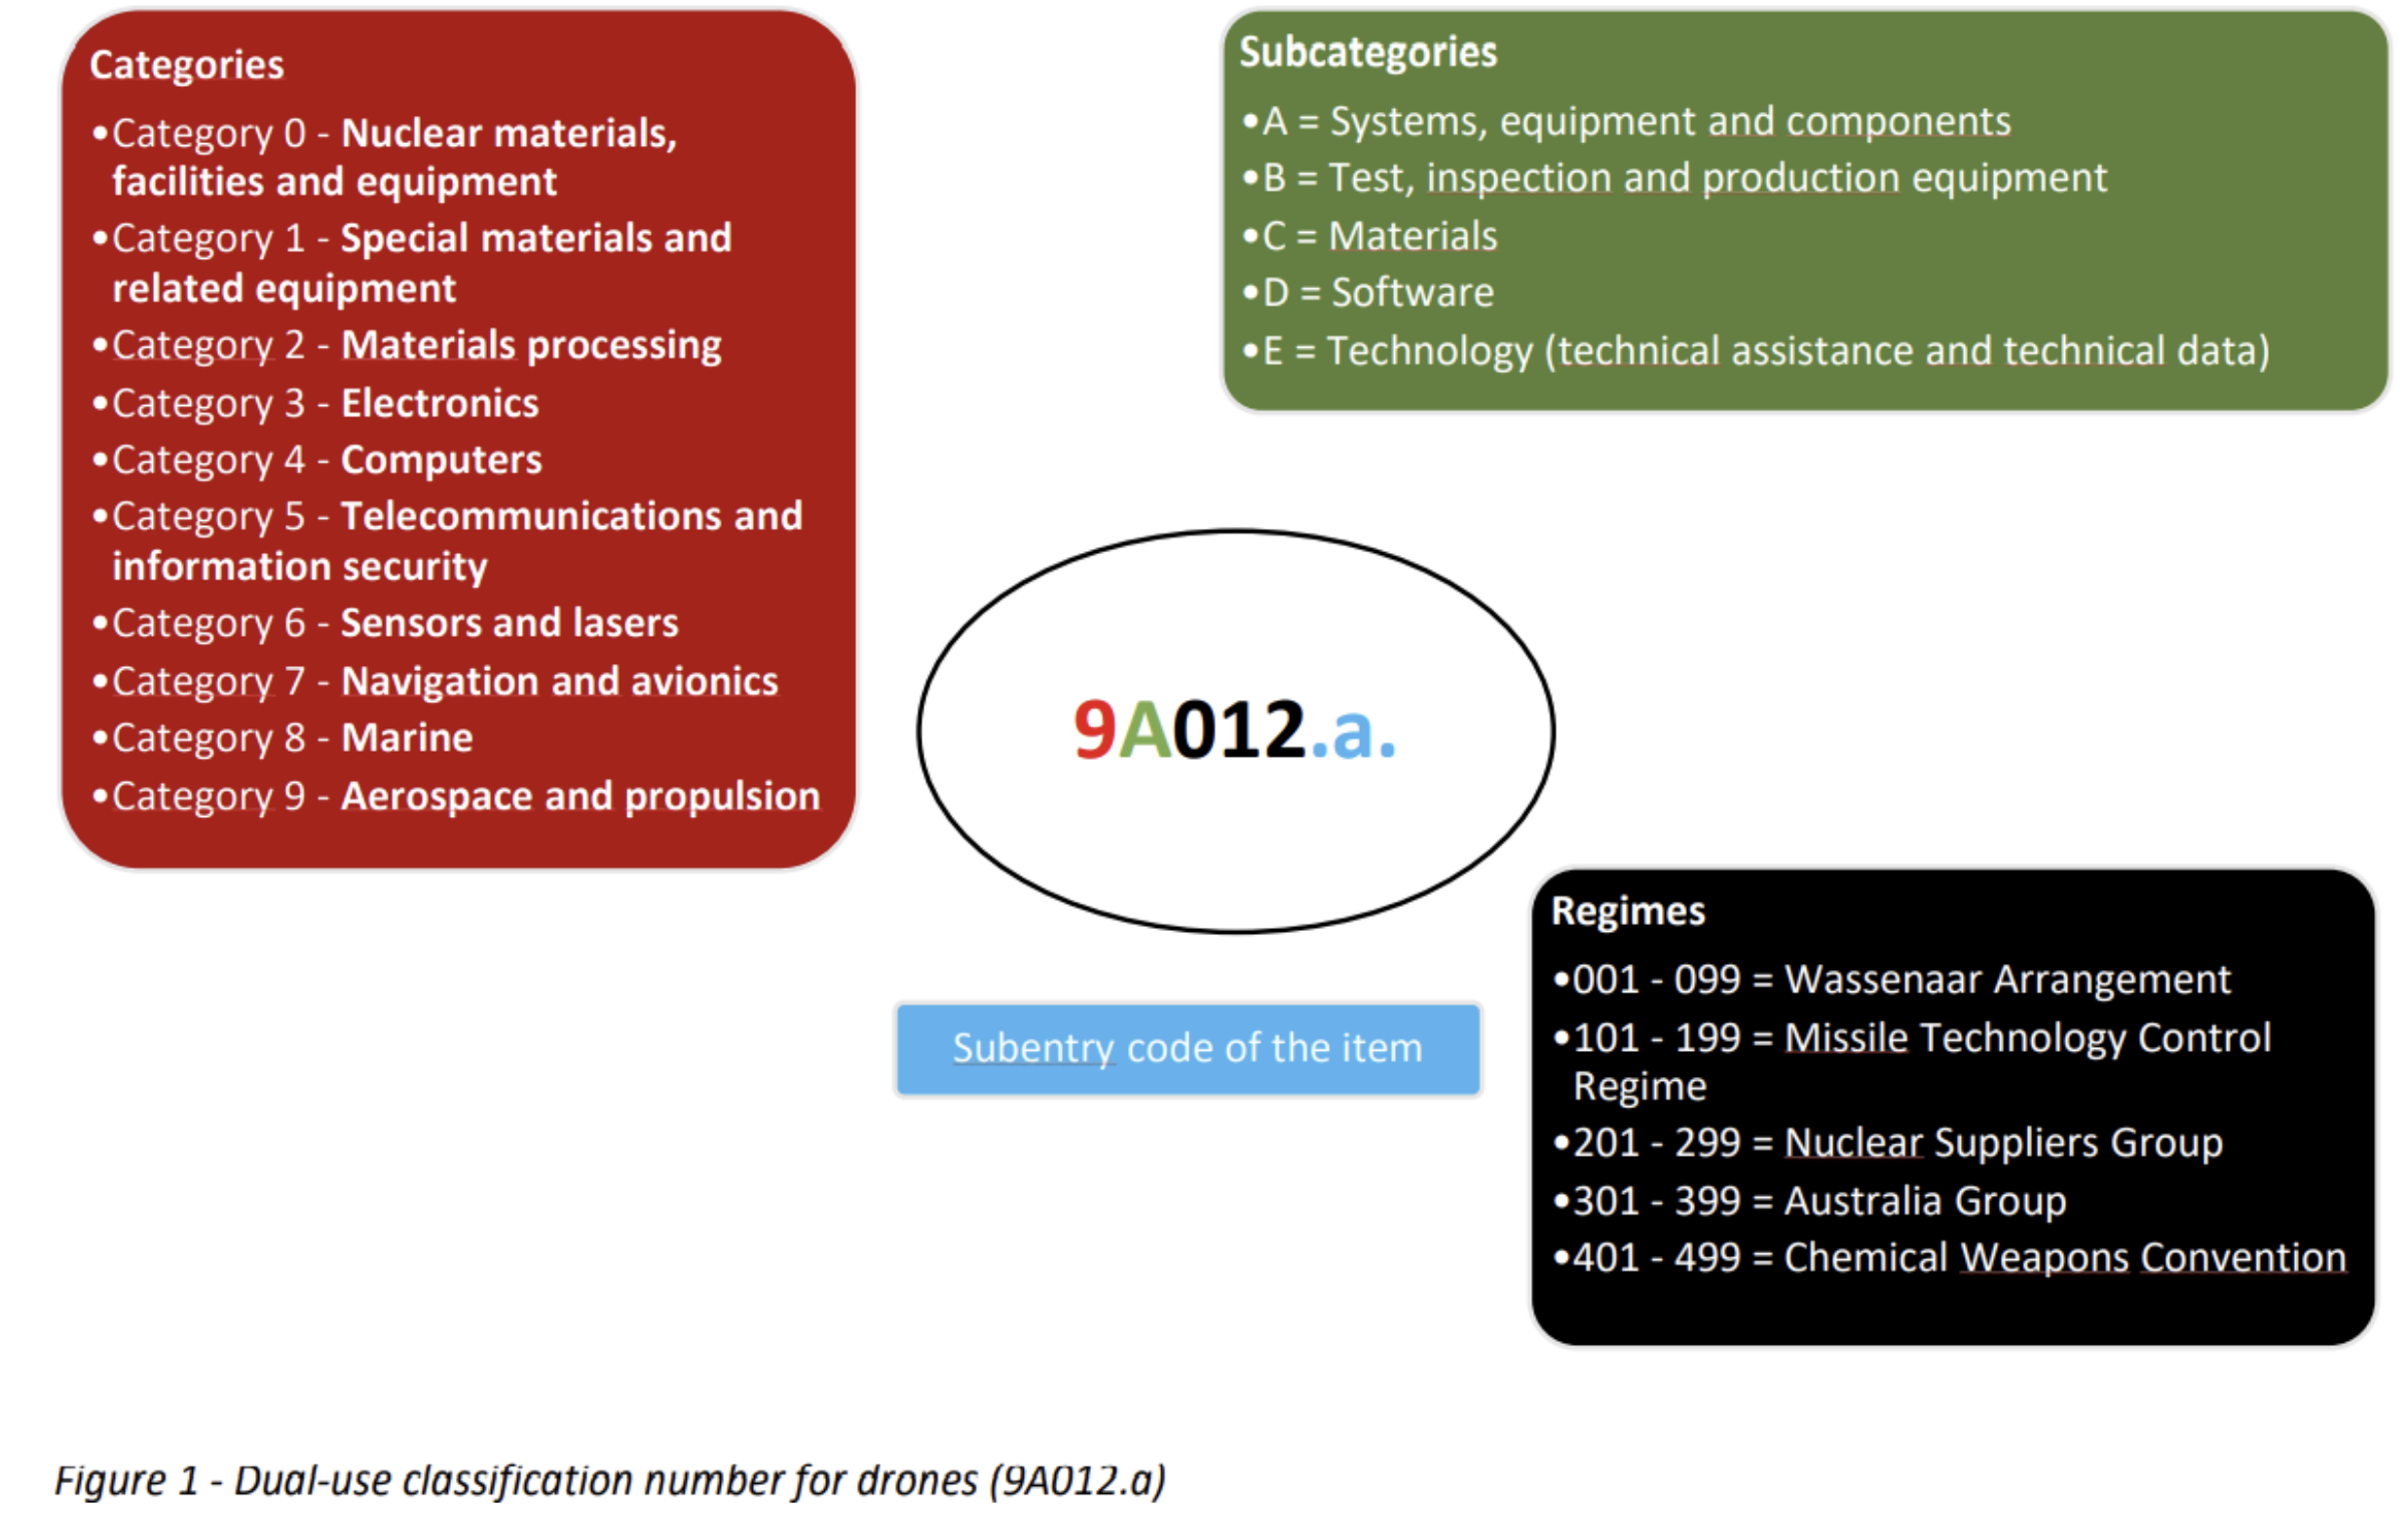 Categories
•Category 0 - Nuclear materials,
facilities and equipment
•Category 1 - Special materials and
related equipment
•Category 2 - Materials processing
•Category 3 - Electronics
•Category 4 - Computers
•Category 5 - Telecommunications and
information security
•Category 6 - Sensors and lasers
•Category 7 - Navigation and avionics
•Category 8 - Marine
•Category 9 - Aerospace and propulsion
Subcategories
•A = Systems, equipment and components
•B = Test, inspection and production equipment
•C = Materials
•D = Software
•E = Technology (technical assistance and technical data)
9A012.a.
Subentry code of the item
Regimes
•001 - 099 = Wassenaar Arrangement
•101 - 199 = Missile Technology Control
Regime
•201 - 299 = Nuclear Suppliers Group
•301 - 399 = Australia Group
•401 - 499 = Chemical Weapons Convention
Figure 1 - Dual-use classification number for drones (9A012.a)